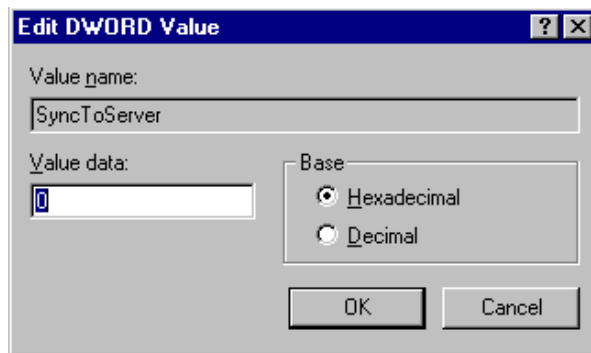 Edit DWORD Value
Value name:
SyncToServer
Value data:
0
Base
Hexadecimal
Decimal
OK
Cancel